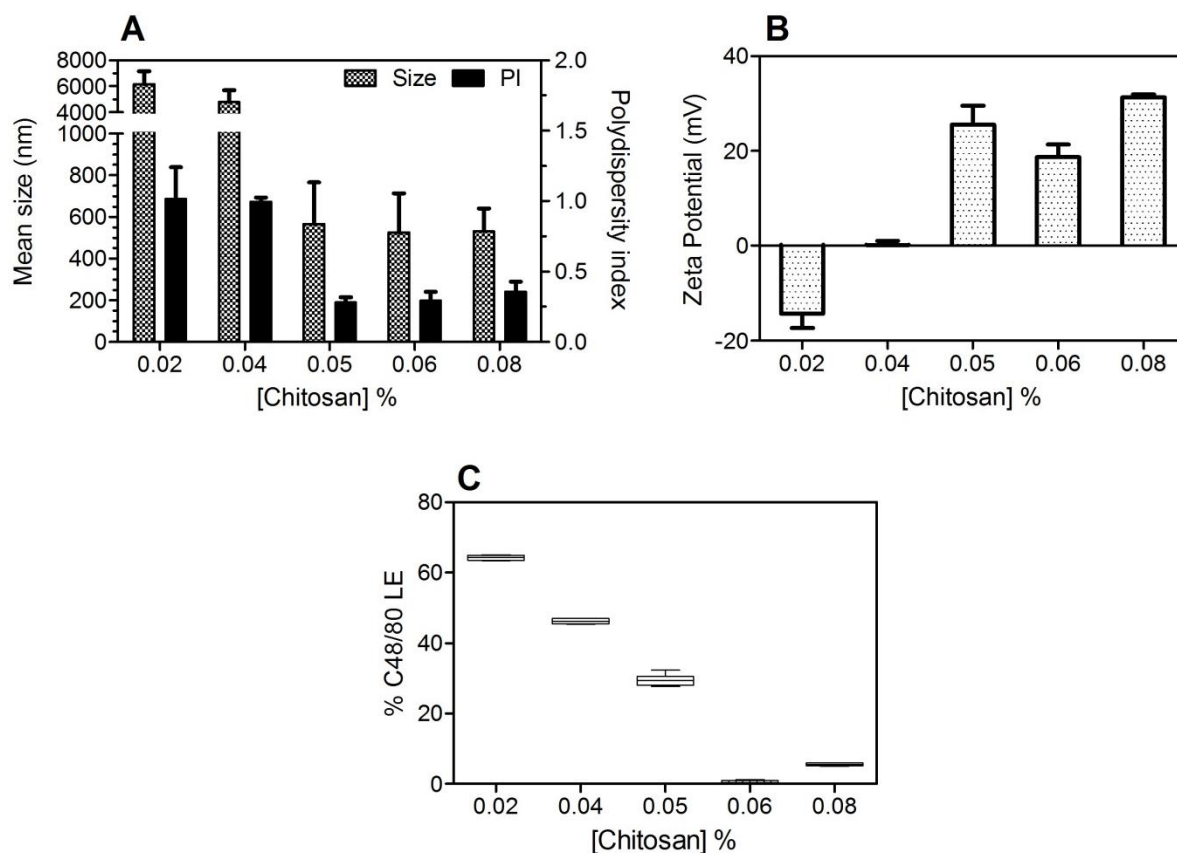 A
8000
6000
4000
1000
800
600
400
200
0
Mean size (nm)
Size
PI
2.0
1.5
1.0
0.5
0.0
Polydispersity index
0.02 0.04 0.05 0.06 0.08
[Chitosan] %
B
40
20
0
-20
Zeta Potential (mV)
0.02 0.04 0.05 0.06 0.08
[Chitosan] %
C
80
60
40
20
0
% C48/80 LE
0.02 0.04 0.05 0.06 0.08
[Chitosan] %